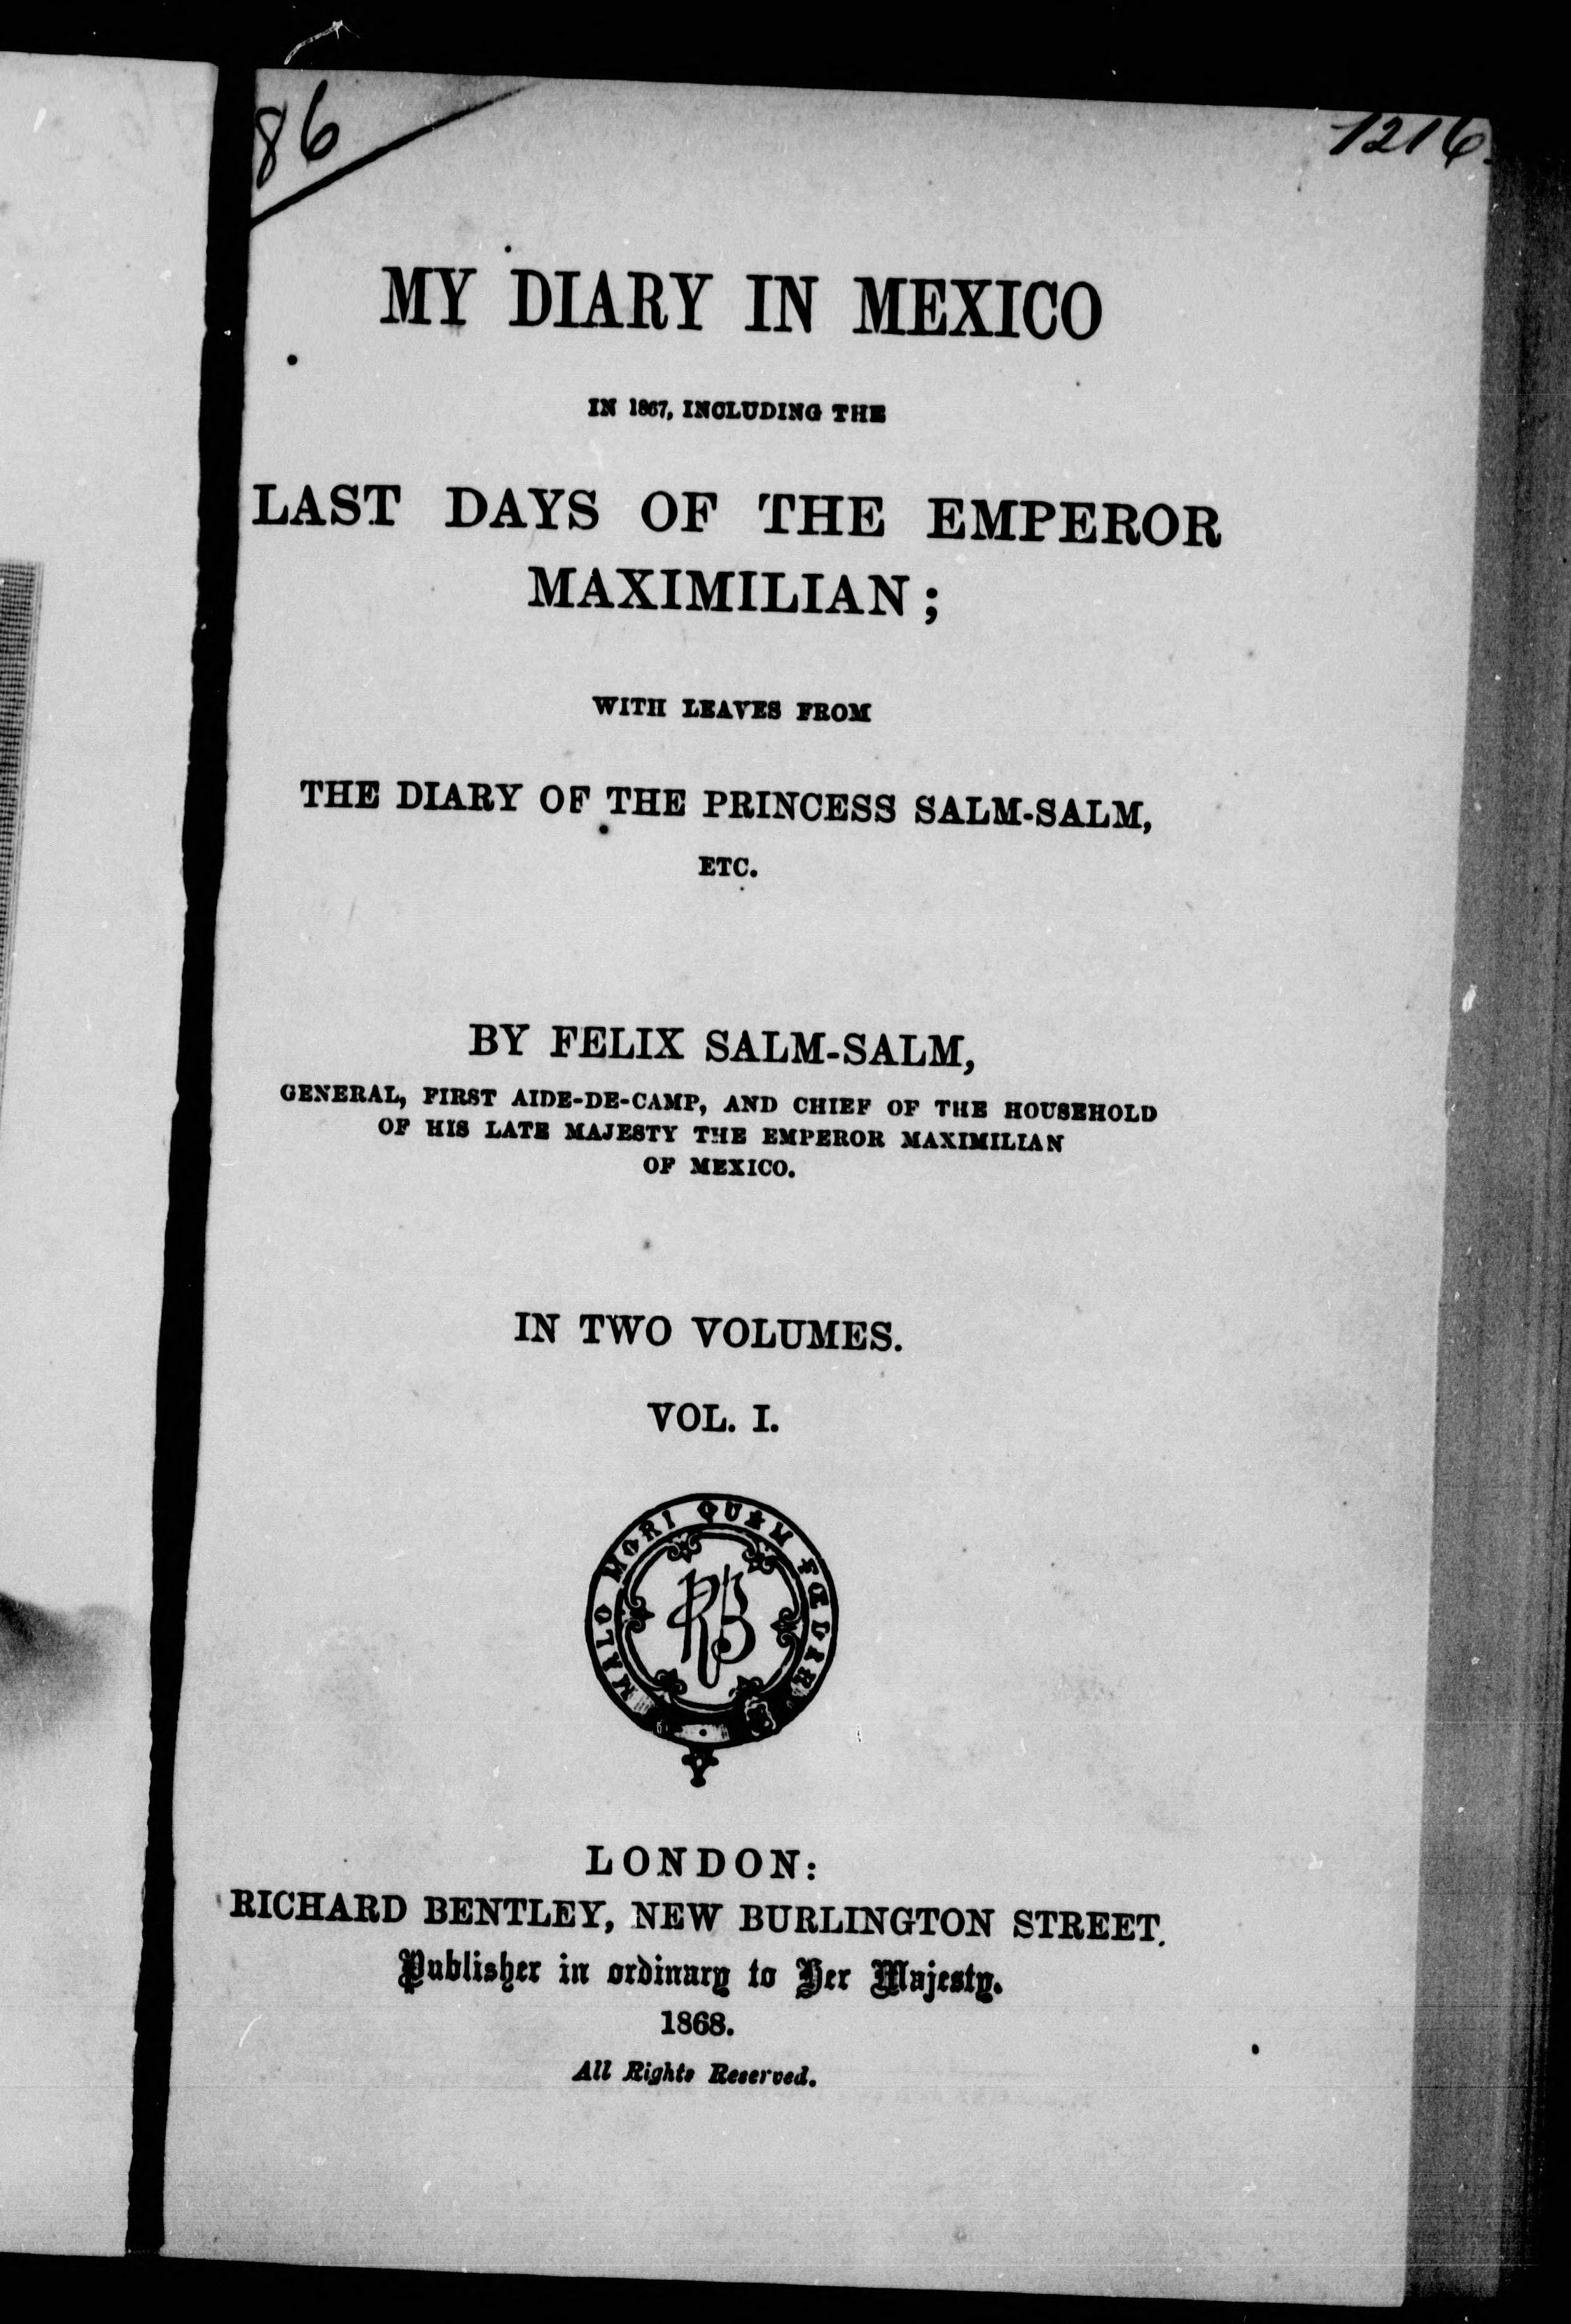 86
1216.
MY DIARY IN MEXICO
IN 1867, INCLUDING THE
LAST DAYS OF THE EMPEROR
MAXIMILIAN;
WITH LEAVES FROM
THE DIARY OF THE PRINCESS SALM-SALM,
ETC.
BY FELIX SALM-SALM,
GENERAL, FIRST AIDE-DE-CAMP, AND CHIEF OF THE HOUSEHOLD
OF HIS LATE MAJESTY THE EMPEROR MAXIMILIAN
OF MEXICO.
IN TWO VOLUMES.
VOL. I.
MALO MORI QUAM FŒDARI
RB
LONDON:
RICHARD BENTLEY, NEW BURLINGTON STREET.
Publisher in ordinary to Her Majesty.
1868.
All Rights Reserved.